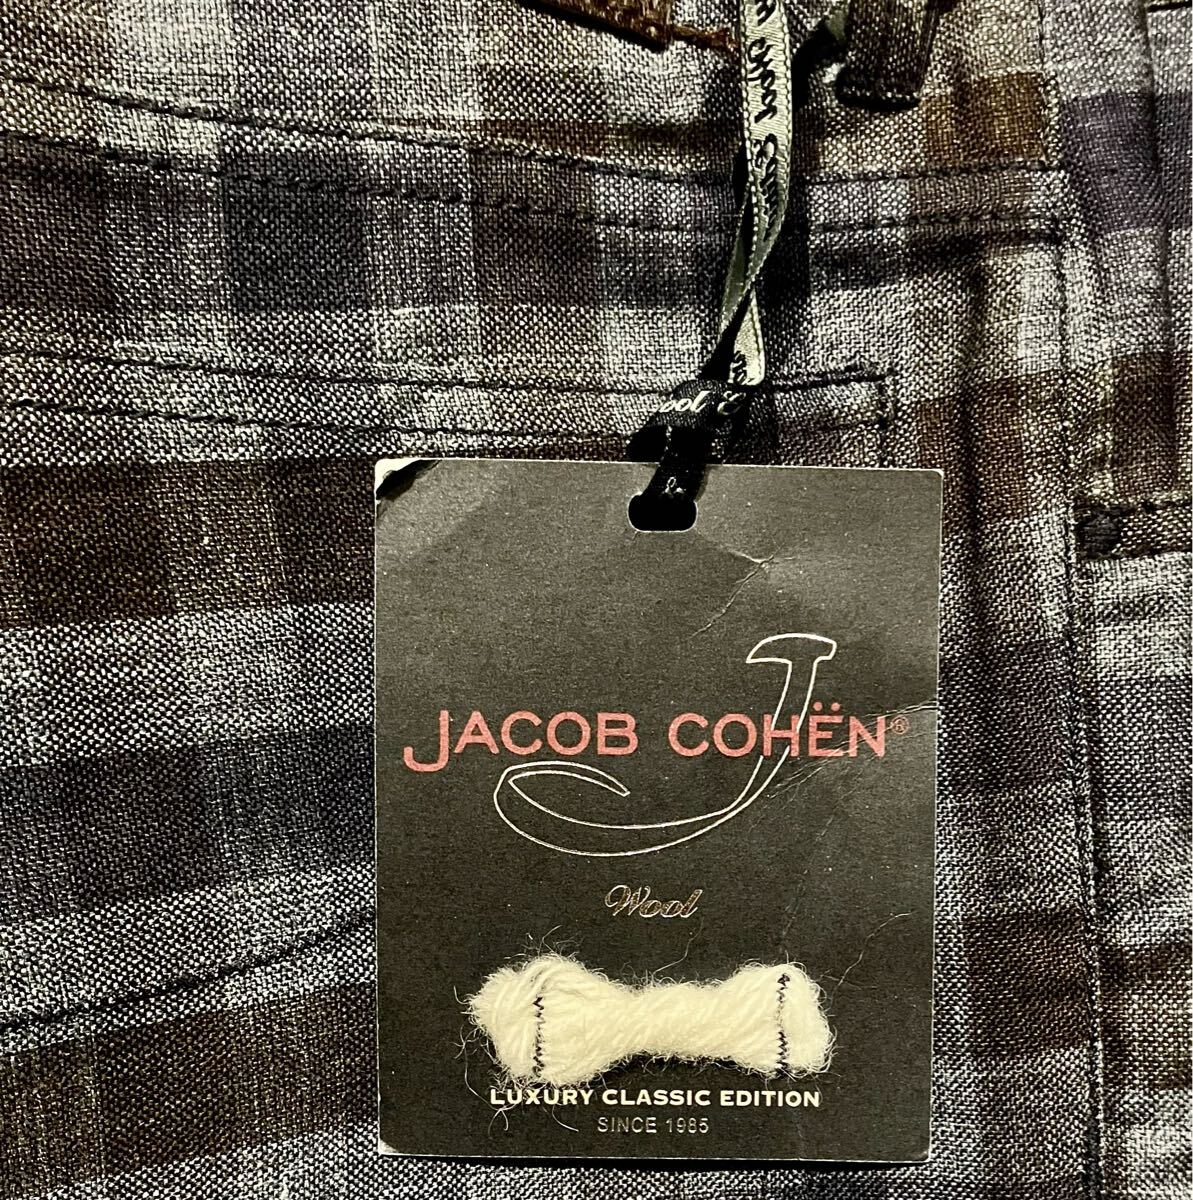 JACOB COHËN®
Wool
LUXURY CLASSIC EDITION
SINCE 1985